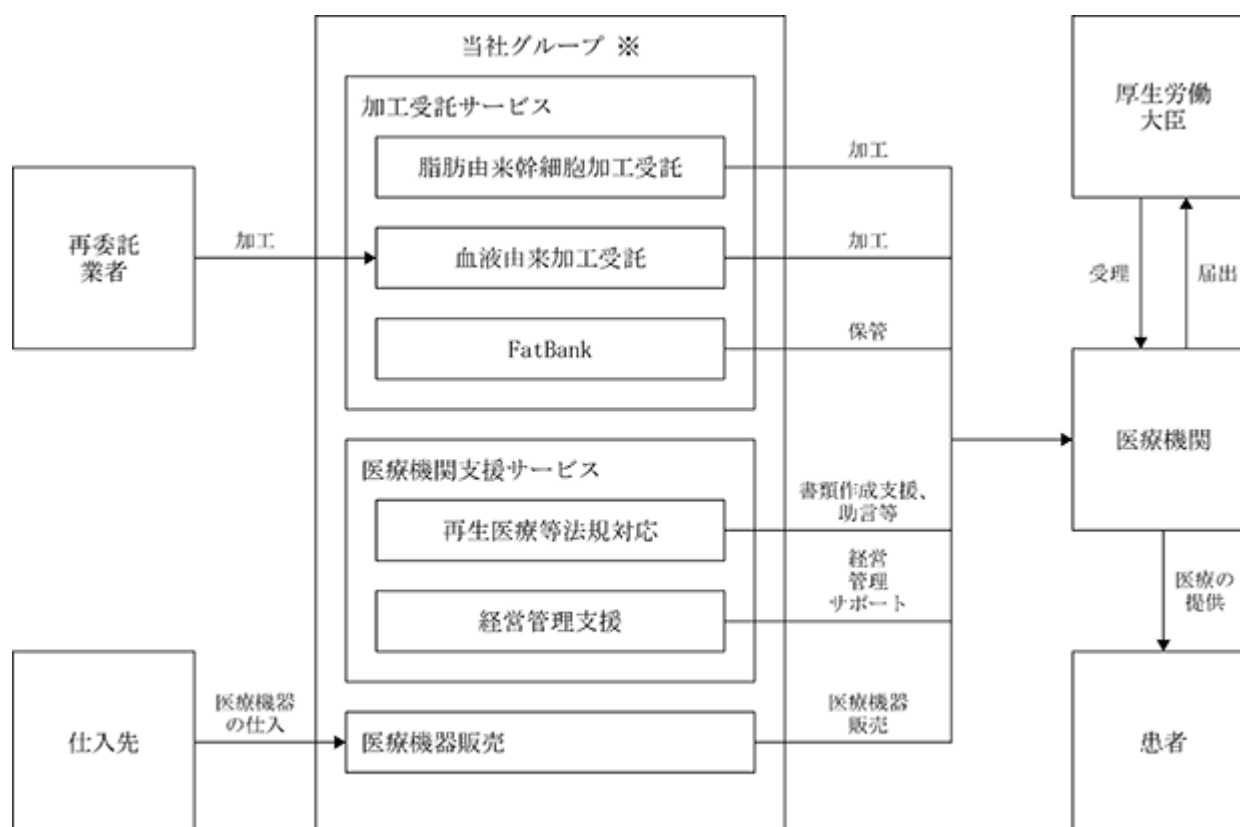 当社グループ ※
加工受託サービス
脂肪由来幹細胞加工受託
血液由来加工受託
FatBank
医療機関支援サービス
再生医療等法規対応
経営管理支援
医療機器販売
再委託
業者
加工
仕入先
医療機器
の仕入
加工
加工
保管
書類作成支援、
助言等
経営
管理
サポート
医療機器
販売
厚生労働
大臣
受理
届出
医療機関
医療の
提供
患者